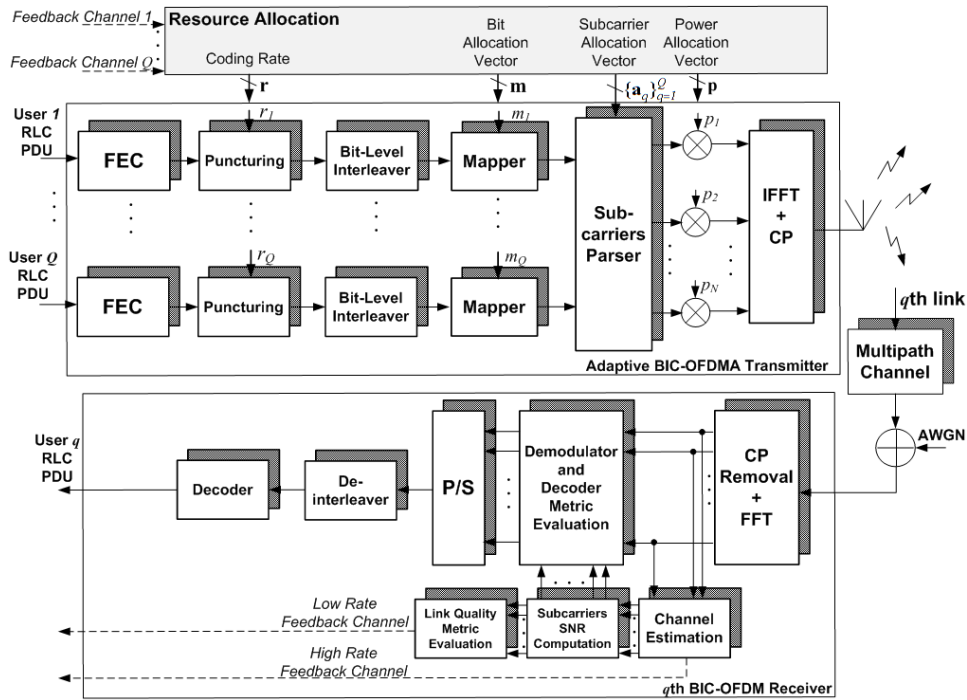 Feedback Channel 1
Resource Allocation
Feedback Channel Q
Coding Rate
Bit
Allocation
Vector
Subcarrier
Allocation
Vector
Power
Allocation
Vector
r
m
{a_q}_{q=1}^Q
p
User 1
RLC
PDU
r_1
m_1
p_1
FEC
Puncturing
Bit-Level
Interleaver
Mapper
Sub-
carriers
Parser
p_2
p_N
IFFT
+
CP
User Q
RLC
PDU
r_Q
m_Q
FEC
Puncturing
Bit-Level
Interleaver
Mapper
Adaptive BIC-OFDMA Transmitter
qth link
Multipath
Channel
AWGN
User q
RLC
PDU
Decoder
De-
interleaver
P/S
Demodulator
and
Decoder
Metric
Evaluation
CP
Removal
+
FFT
Low Rate
Feedback Channel
Link Quality
Metric
Evaluation
Subcarriers
SNR
Computation
Channel
Estimation
High Rate
Feedback Channel
qth BIC-OFDM Receiver